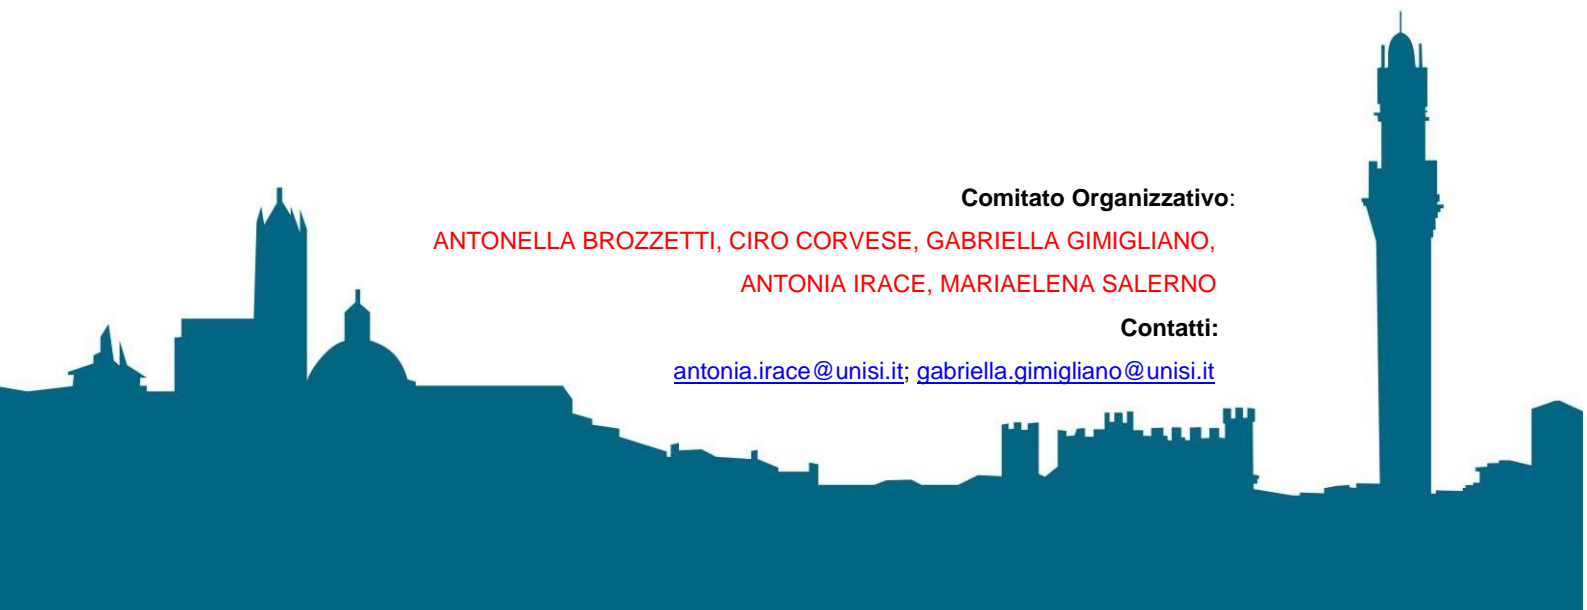 Comitato Organizzativo:
ANTONELLA BROZZETTI, CIRO CORVESE, GABRIELLA GIMIGLIANO,
ANTONIA IRACE, MARIAELENA SALERNO
Contatti:
antonia.irace@unisi.it; gabriella.gimigliano@unisi.it